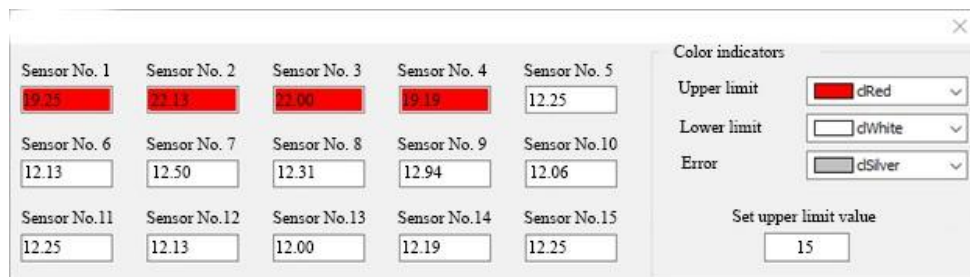 Color indicators
Sensor No. 1 Sensor No. 2 Sensor No. 3 Sensor No. 4 Sensor No. 5
19.25 22.13 22.00 19.19 12.25
Upper limit clRed
Lower limit clWhite
Sensor No. 6 Sensor No. 7 Sensor No. 8 Sensor No. 9 Sensor No.10
12.13 12.50 12.31 12.94 12.06
Error clSilver
Sensor No.11 Sensor No.12 Sensor No.13 Sensor No.14 Sensor No.15
12.25 12.13 12.00 12.19 12.25
Set upper limit value
15